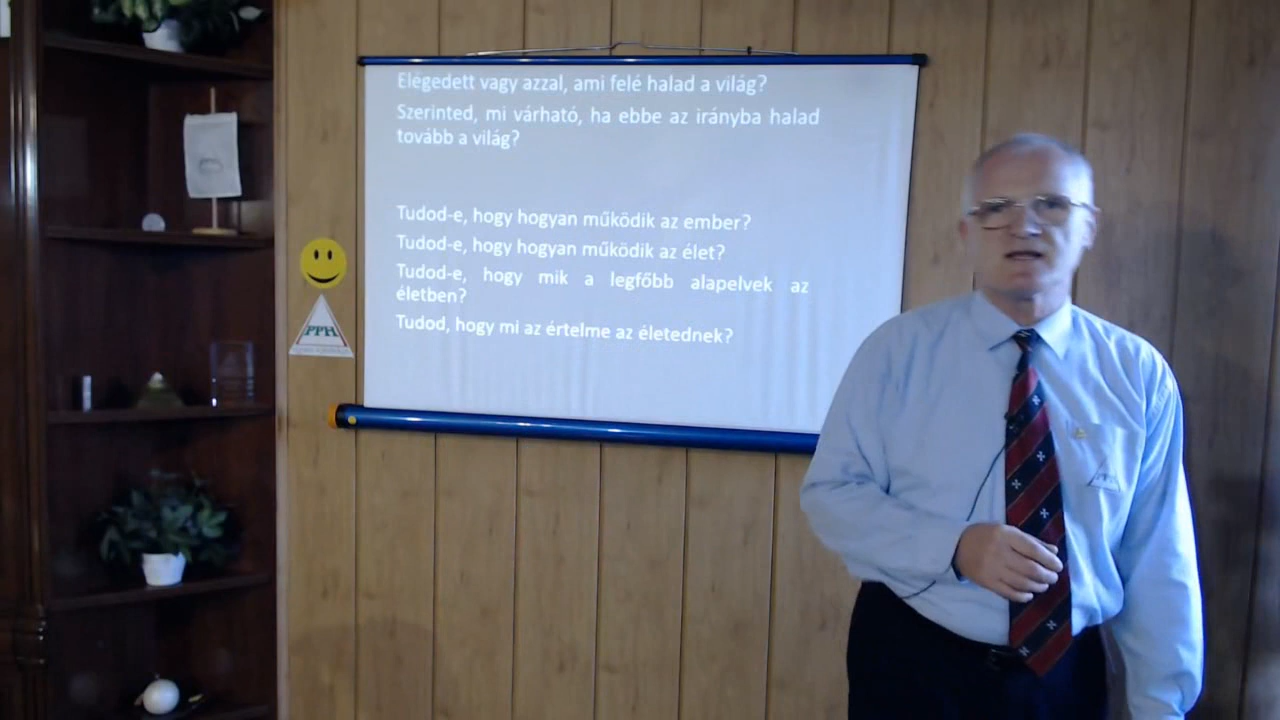 Elégedett vagy azzal, ami felé halad a világ?
Szerinted, mi várható, ha ebbe az irányba halad
tovább a világ?
Tudod-e, hogy hogyan működik az ember?
Tudod-e, hogy hogyan működik az élet?
Tudod-e, hogy mik a legfőbb alapelvek az
életben?
Tudod, hogy mi az értelme az életednek?
PPH
PPH